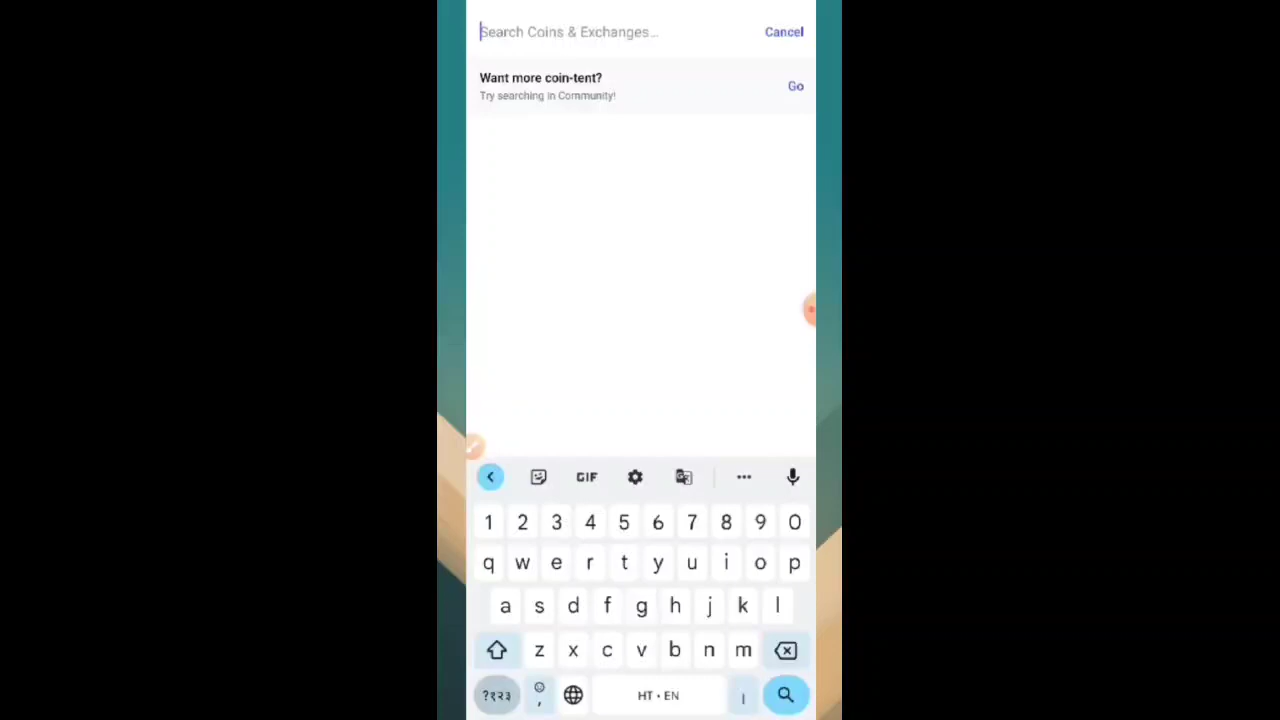 Search Coins & Exchanges...
Cancel
Want more coin-tent?
Try searching in Community!
Go
GIF
1 2 3 4 5 6 7 8 9 0
q w e r t y u i o p
a s d f g h j k l
z x c v b n m
?१२३ , HT • EN ।